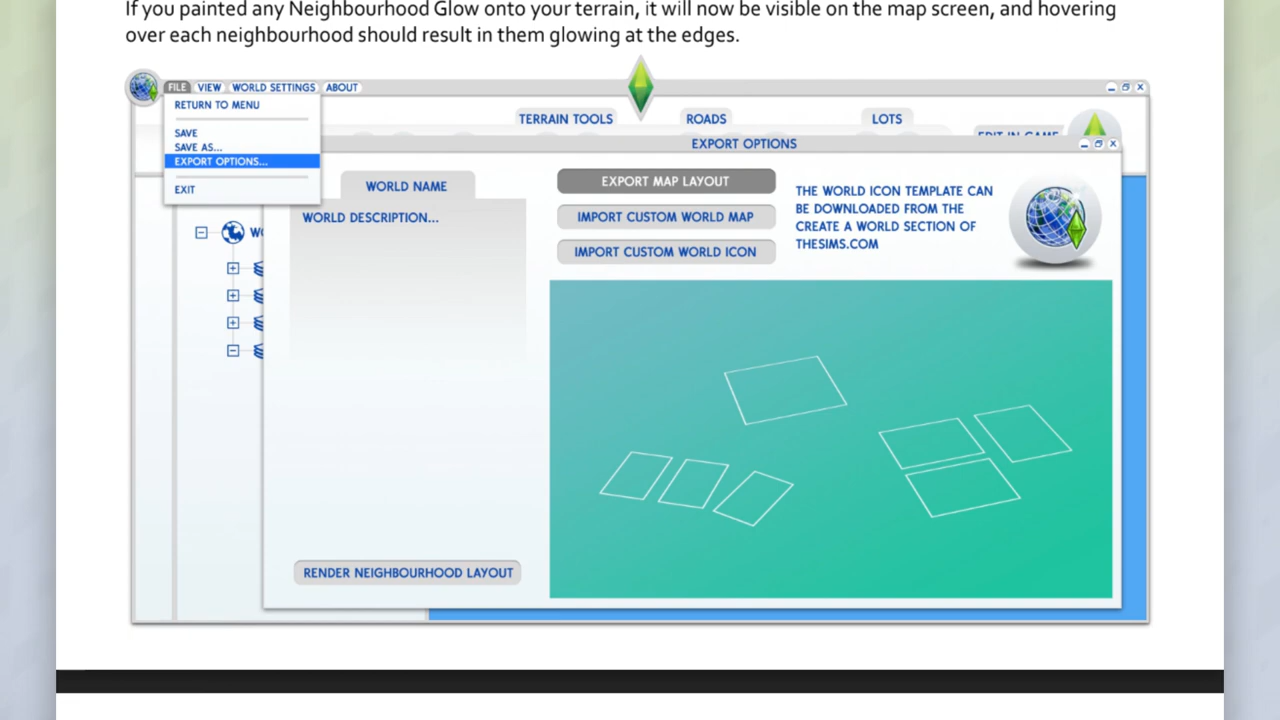 If you painted any Neighbourhood Glow onto your terrain, it will now be visible on the map screen, and hovering
over each neighbourhood should result in them glowing at the edges.
FILE VIEW WORLD SETTINGS ABOUT
RETURN TO MENU
SAVE
SAVE AS...
EXPORT OPTIONS...
EXIT
TERRAIN TOOLS ROADS LOTS
EDIT IN GAME
EXPORT OPTIONS
WORLD NAME
WORLD DESCRIPTION...
EXPORT MAP LAYOUT
IMPORT CUSTOM WORLD MAP
IMPORT CUSTOM WORLD ICON
THE WORLD ICON TEMPLATE CAN
BE DOWNLOADED FROM THE
CREATE A WORLD SECTION OF
THESIMS.COM
RENDER NEIGHBOURHOOD LAYOUT